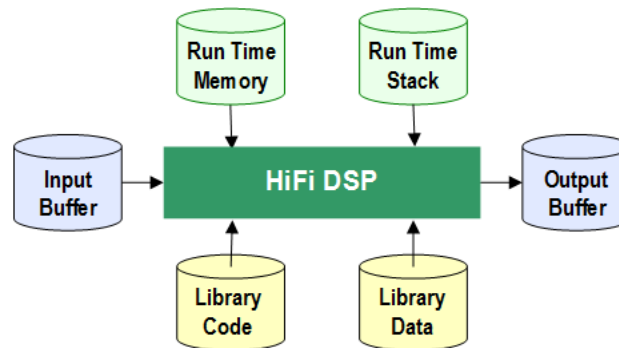 Run Time
Memory
Run Time
Stack
Input
Buffer
HiFi DSP
Output
Buffer
Library
Code
Library
Data